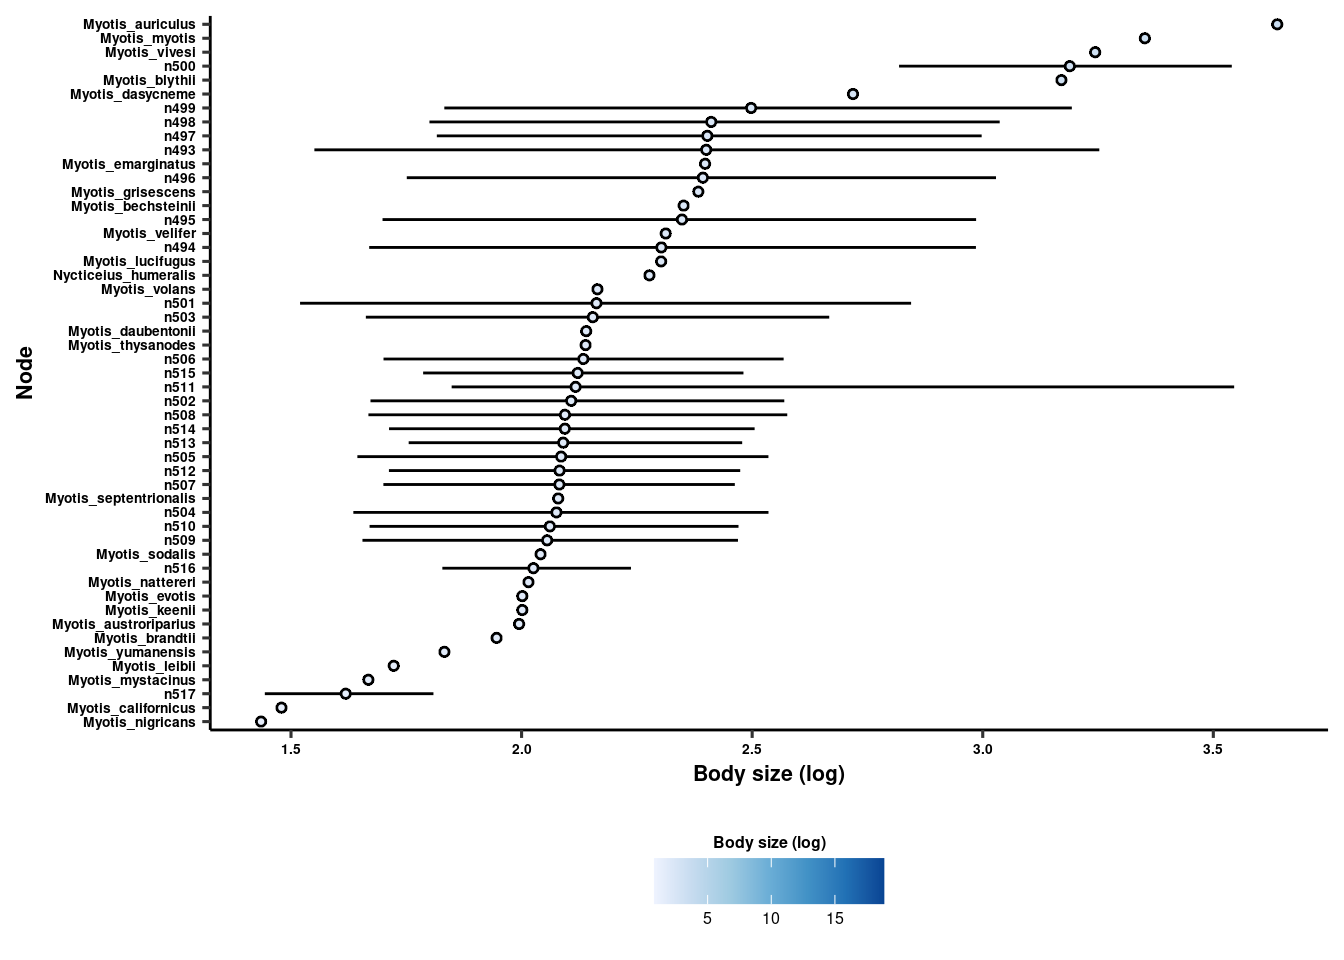 Myotis_auriculus
Myotis_myotis
Myotis_vivesi
n500
Myotis_blythii
Myotis_dasycneme
n499
n498
n497
n493
Myotis_emarginatus
n496
Myotis_grisescens
Myotis_bechsteinii
n495
Myotis_velifer
n494
Myotis_lucifugus
Nycticeius_humeralis
Myotis_volans
n501
n503
Myotis_daubentonii
Myotis_thysanodes
n506
n515
n511
n502
n508
n514
n513
n505
n512
n507
Myotis_septentrionalis
n504
n510
n509
Myotis_sodalis
n516
Myotis_nattereri
Myotis_evotis
Myotis_keenii
Myotis_austroriparius
Myotis_brandtii
Myotis_yumanensis
Myotis_leibii
Myotis_mystacinus
n517
Myotis_californicus
Myotis_nigricans
Node
1.5 2.0 2.5 3.0 3.5
Body size (log)
Body size (log)
5 10 15